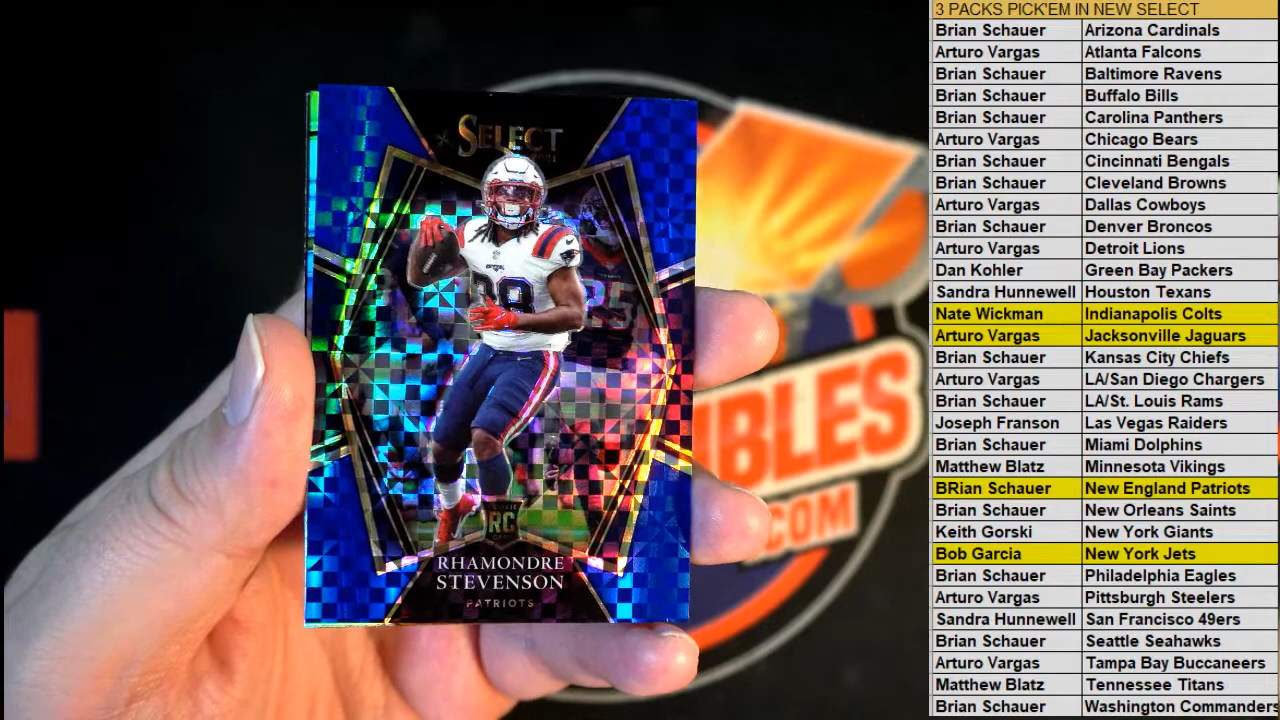 SELECT
2021
38
25
RC
RHAMONDRE
STEVENSON
PATRIOTS
IBLES
.COM
3 PACKS PICK'EM IN NEW SELECT
Brian Schauer Arizona Cardinals
Arturo Vargas Atlanta Falcons
Brian Schauer Baltimore Ravens
Brian Schauer Buffalo Bills
Brian Schauer Carolina Panthers
Arturo Vargas Chicago Bears
Brian Schauer Cincinnati Bengals
Brian Schauer Cleveland Browns
Arturo Vargas Dallas Cowboys
Brian Schauer Denver Broncos
Arturo Vargas Detroit Lions
Dan Kohler Green Bay Packers
Sandra Hunnewell Houston Texans
Nate Wickman Indianapolis Colts
Arturo Vargas Jacksonville Jaguars
Brian Schauer Kansas City Chiefs
Arturo Vargas LA/San Diego Chargers
Brian Schauer LA/St. Louis Rams
Joseph Franson Las Vegas Raiders
Brian Schauer Miami Dolphins
Matthew Blatz Minnesota Vikings
BRian Schauer New England Patriots
Brian Schauer New Orleans Saints
Keith Gorski New York Giants
Bob Garcia New York Jets
Brian Schauer Philadelphia Eagles
Arturo Vargas Pittsburgh Steelers
Sandra Hunnewell San Francisco 49ers
Brian Schauer Seattle Seahawks
Arturo Vargas Tampa Bay Buccaneers
Matthew Blatz Tennessee Titans
Brian Schauer Washington Commanders